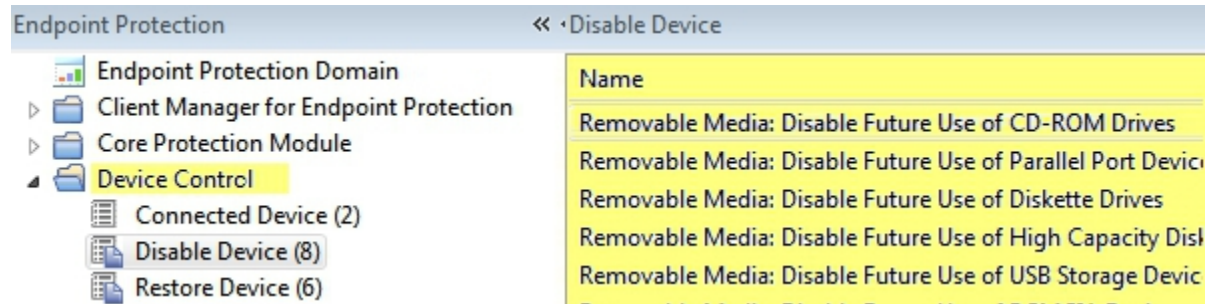 Endpoint Protection
Endpoint Protection Domain
Client Manager for Endpoint Protection
Core Protection Module
Device Control
Connected Device (2)
Disable Device (8)
Restore Device (6)
Disable Device
Name
Removable Media: Disable Future Use of CD-ROM Drives
Removable Media: Disable Future Use of Parallel Port
Removable Media: Disable Future Use of Diskette Drives
Removable Media: Disable Future Use of High Capacity
Removable Media: Disable Future Use of USB Storage